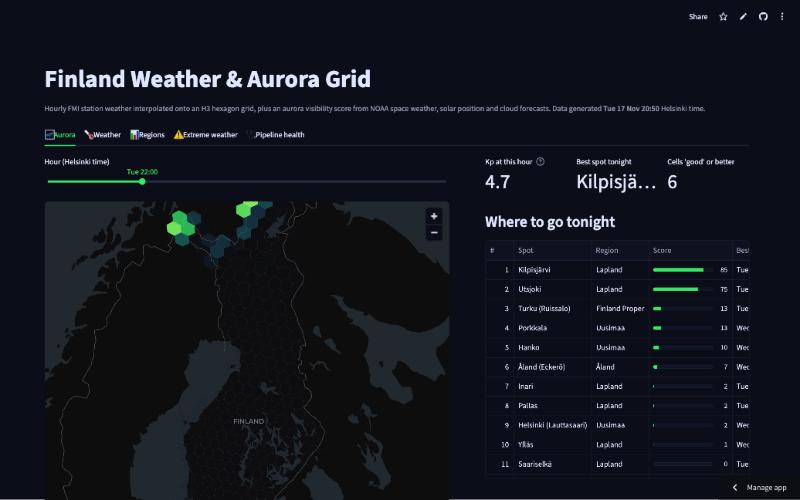 Share
Finland Weather & Aurora Grid
Hourly FMI station weather interpolated onto an H3 hexagon grid, plus an aurora visibility score from NOAA space weather, solar position and cloud forecasts. Data generated Tue 17 Nov 20:50 Helsinki time.
Aurora Weather Regions Extreme weather Pipeline health
Hour (Helsinki time)
Tue 22:00
FINLAND
Kp at this hour Best spot tonight Cells 'good' or better
4.7 Kilpisjä... 6
Where to go tonight
# Spot Region Score Best
1 Kilpisjärvi Lapland 85 Tue
2 Utsjoki Lapland 75 Tue
3 Turku (Ruissalo) Finland Proper 13 Tue
4 Porkkala Uusimaa 13 Wed
5 Hanko Uusimaa 10 Wed
6 Åland (Eckerö) Åland 7 Wed
7 Inari Lapland 2 Tue
8 Pallas Lapland 2 Tue
9 Helsinki (Lauttasaari) Uusimaa 2 Wed
10 Ylläs Lapland 1 Wed
11 Saariselkä Lapland 0 Tue
Manage app